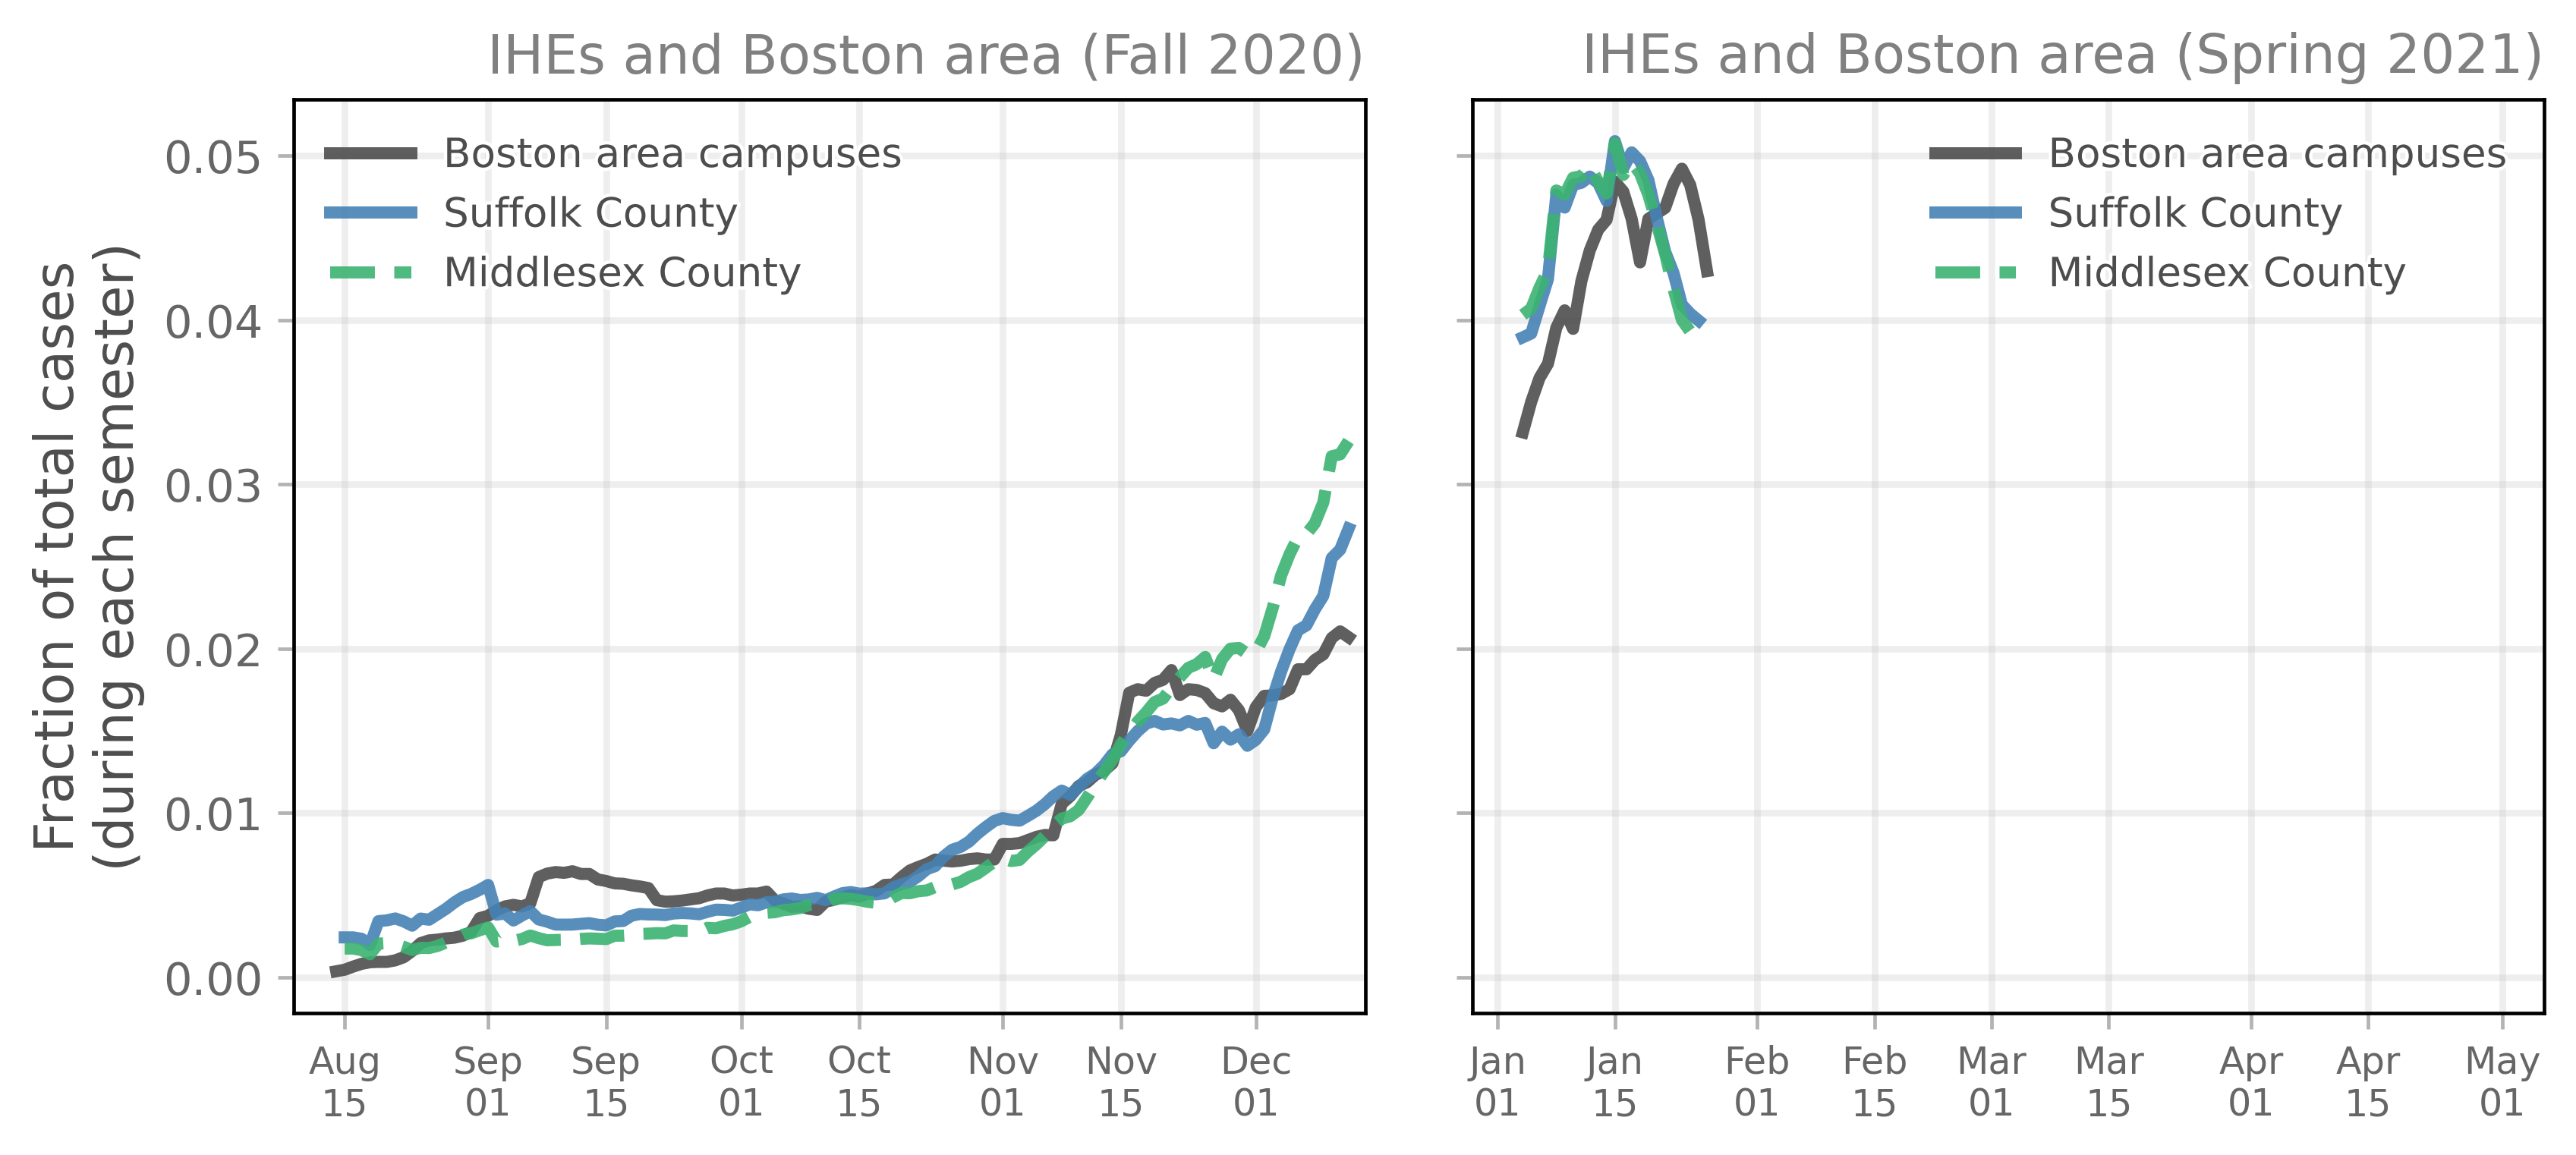 IHEs and Boston area (Fall 2020)
Boston area campuses
Suffolk County
Middlesex County
Fraction of total cases
(during each semester)
0.05
0.04
0.03
0.02
0.01
0.00
Aug
15
Sep
01
Sep
15
Oct
01
Oct
15
Nov
01
Nov
15
Dec
01
IHEs and Boston area (Spring 2021)
Boston area campuses
Suffolk County
Middlesex County
Jan
01
Jan
15
Feb
01
Feb
15
Mar
01
Mar
15
Apr
01
Apr
15
May
01